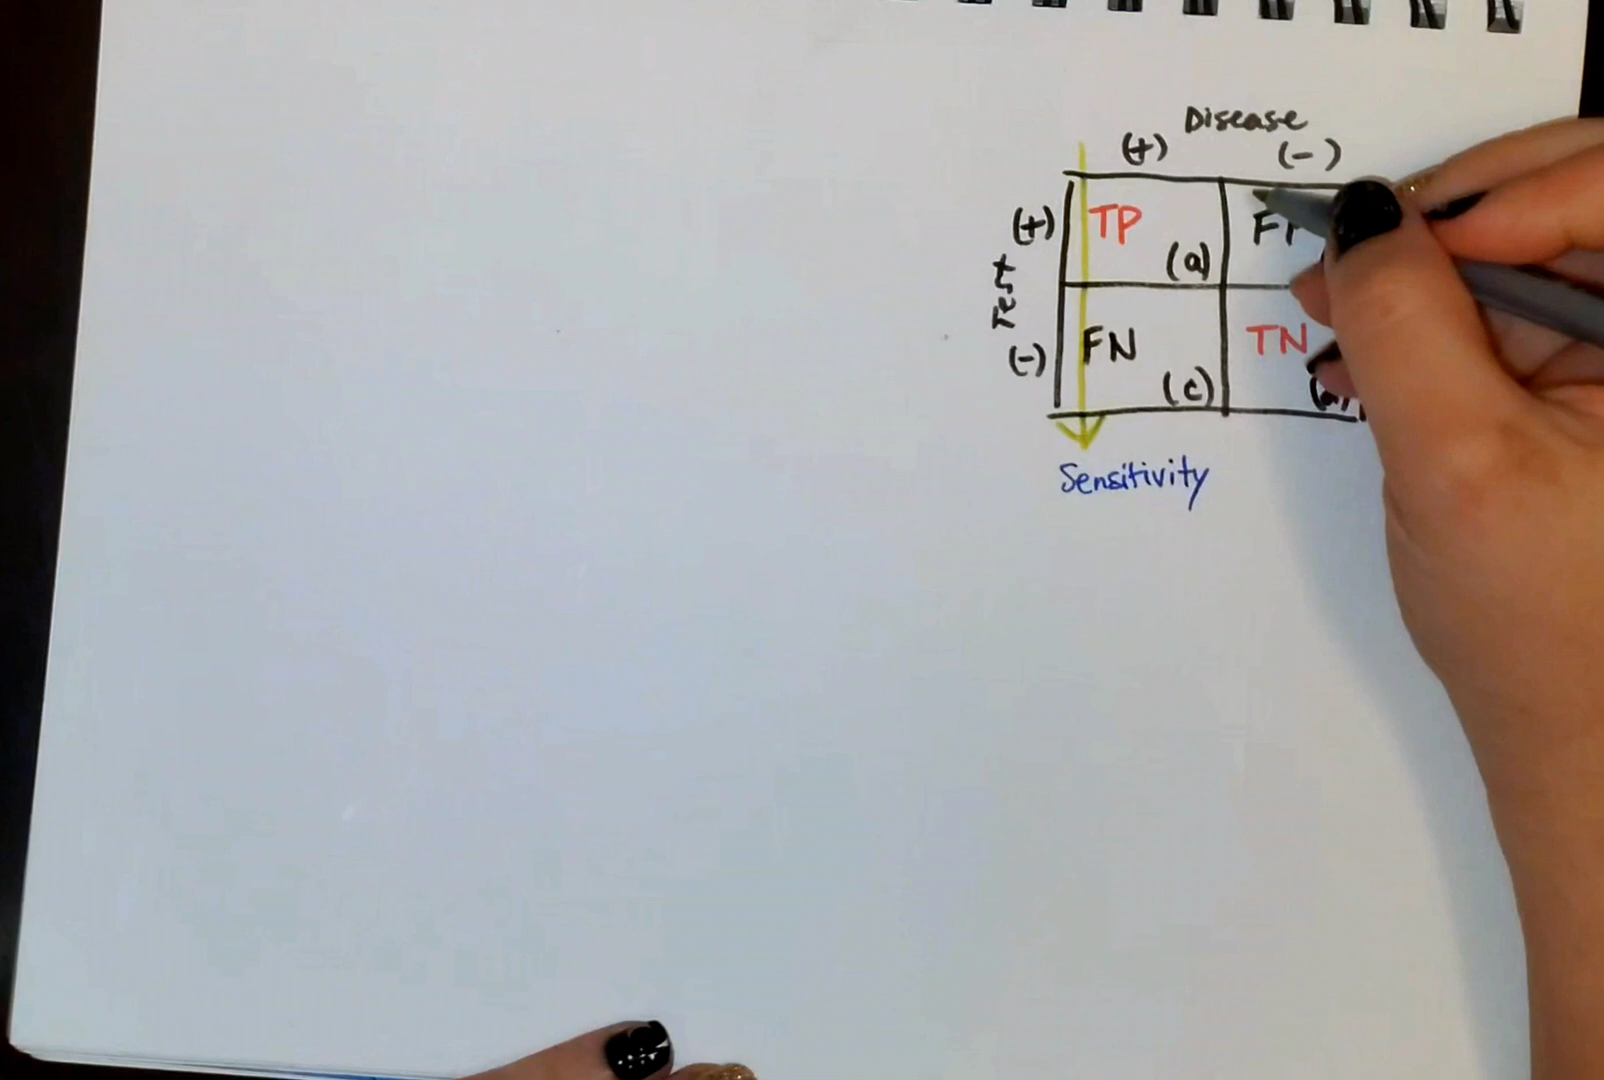 Disease
(+) (-)
(+) TP
(a)
Test
(-) FN TN
(c)
Sensitivity